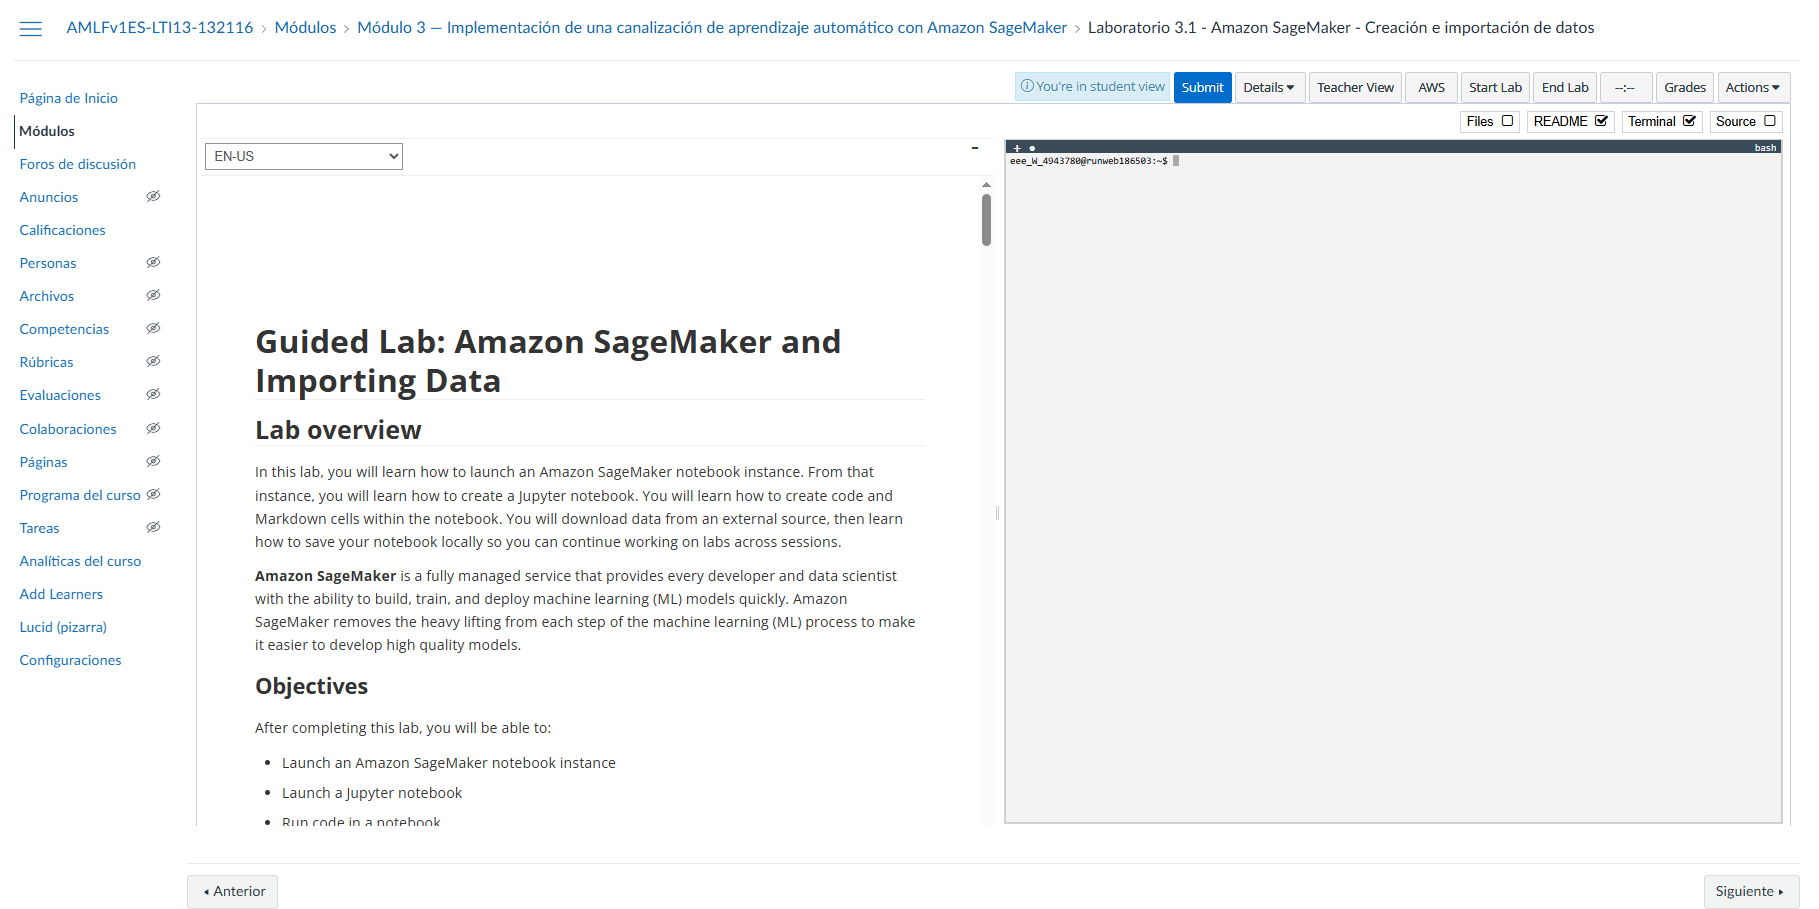 AMLFv1ES-LTI13-132116 › Módulos › Módulo 3 — Implementación de una canalización de aprendizaje automático con Amazon SageMaker › Laboratorio 3.1 - Amazon SageMaker - Creación e importación de datos
You're in student view Submit Details Teacher View AWS Start Lab End Lab --:-- Grades Actions
Files README Terminal Source
Página de Inicio
Módulos
Foros de discusión
Anuncios
Calificaciones
Personas
Archivos
Competencias
Rúbricas
Evaluaciones
Colaboraciones
Páginas
Programa del curso
Tareas
Analíticas del curso
Add Learners
Lucid (pizarra)
Configuraciones
EN-US
Guided Lab: Amazon SageMaker and
Importing Data
Lab overview
In this lab, you will learn how to launch an Amazon SageMaker notebook instance. From that
instance, you will learn how to create a Jupyter notebook. You will learn how to create code and
Markdown cells within the notebook. You will download data from an external source, then learn
how to save your notebook locally so you can continue working on labs across sessions.
Amazon SageMaker is a fully managed service that provides every developer and data scientist
with the ability to build, train, and deploy machine learning (ML) models quickly. Amazon
SageMaker removes the heavy lifting from each step of the machine learning (ML) process to make
it easier to develop high quality models.
Objectives
After completing this lab, you will be able to:
• Launch an Amazon SageMaker notebook instance
• Launch a Jupyter notebook
• Run code in a notebook
bash
eee_W_4943780@runweb186503:~$
Anterior
Siguiente